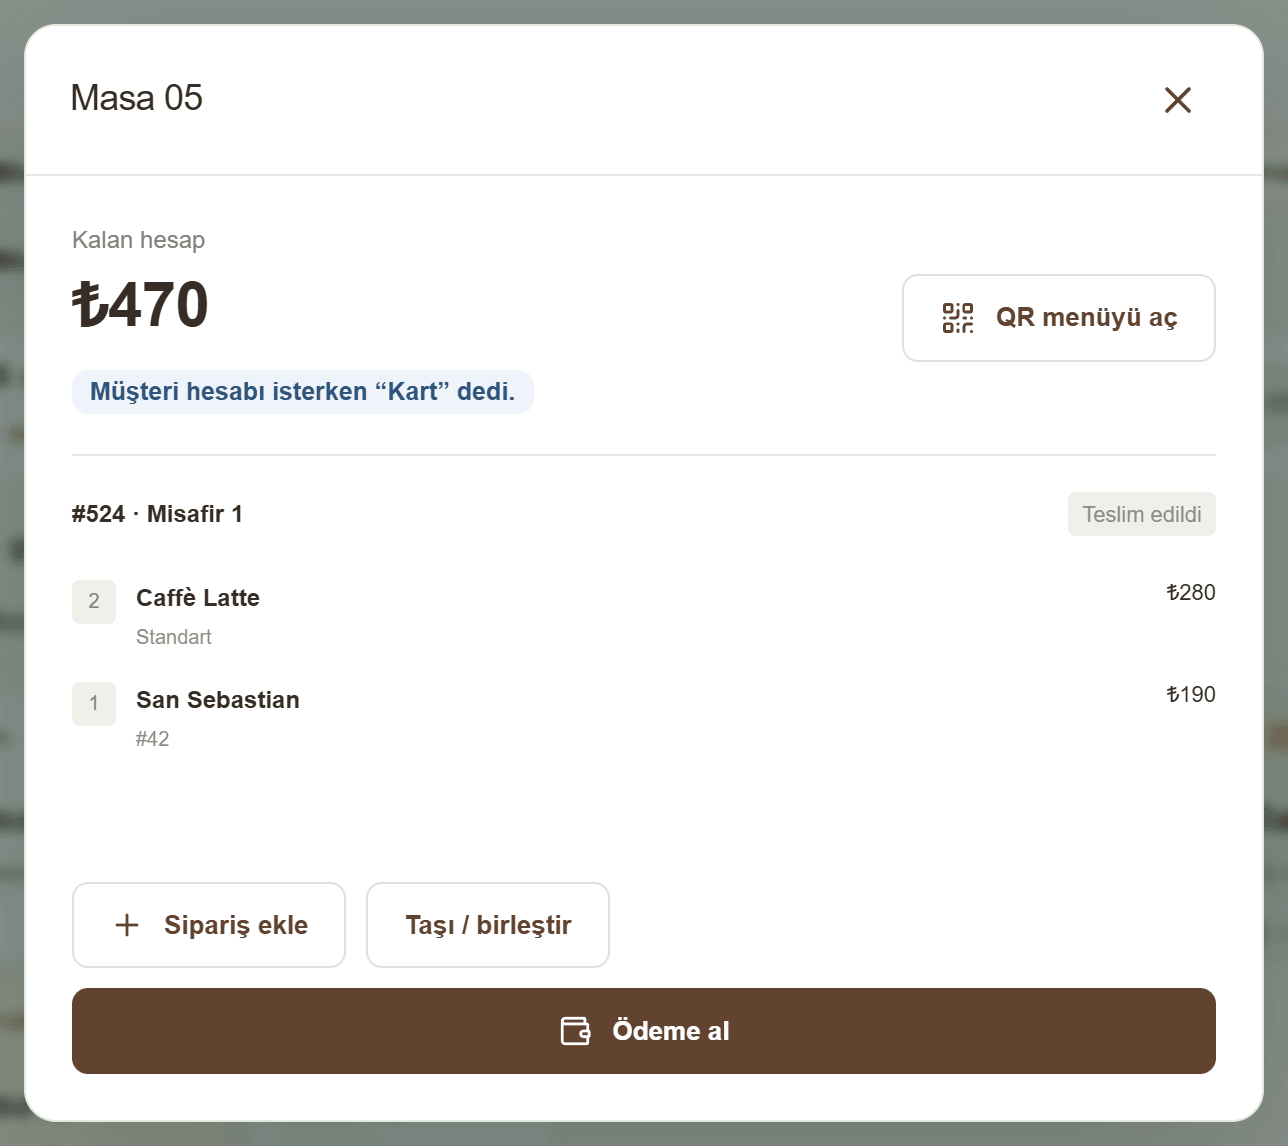 Masa 05
Kalan hesap
₺470
QR menüyü aç
Müşteri hesabı isterken “Kart” dedi.
#524 · Misafir 1
Teslim edildi
2
Caffè Latte
₺280
Standart
1
San Sebastian
₺190
#42
Sipariş ekle
Taşı / birleştir
Ödeme al